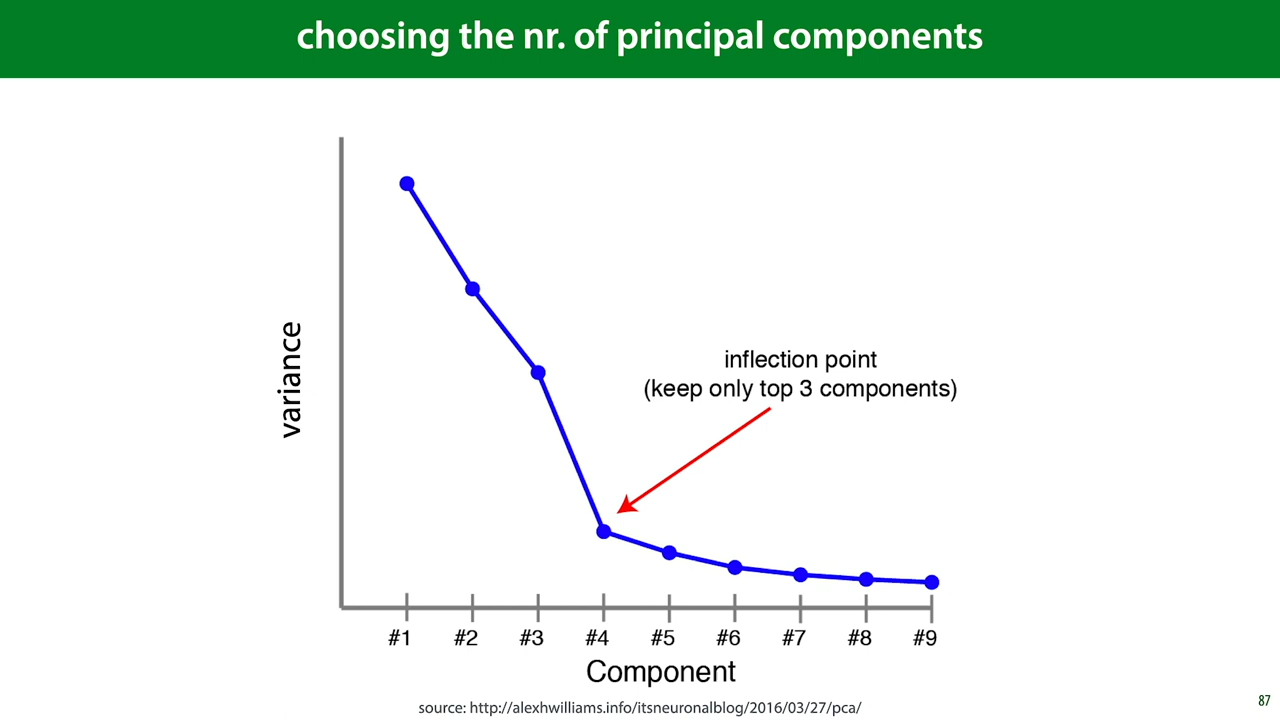 choosing the nr. of principal components
variance
inflection point
(keep only top 3 components)
#1 #2 #3 #4 #5 #6 #7 #8 #9
Component
source: http://alexhwilliams.info/itsneuronalblog/2016/03/27/pca/
87